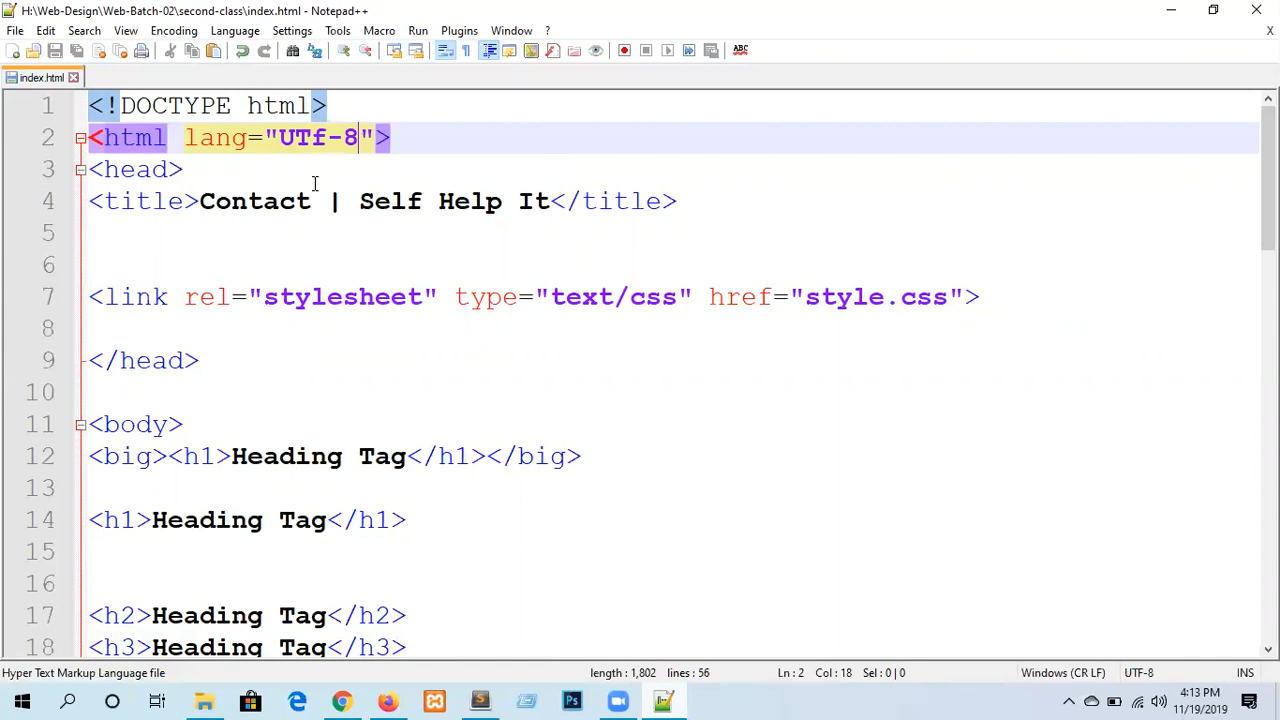 H:\Web-Design\Web-Batch-02\second-class\index.html - Notepad++
File Edit Search View Encoding Language Settings Tools Macro Run Plugins Window ? X
ABC
index.html
1 <!DOCTYPE html>
2 <html lang="UTf-8">
3 <head>
4 <title>Contact | Self Help It</title>
5
6
7 <link rel="stylesheet" type="text/css" href="style.css">
8
9 </head>
10
11 <body>
12 <big><h1>Heading Tag</h1></big>
13
14 <h1>Heading Tag</h1>
15
16
17 <h2>Heading Tag</h2>
18 <h3>Heading Tag</h3>
Hyper Text Markup Language file length : 1,802 lines : 56 Ln : 2 Col : 18 Sel : 0 | 0 Windows (CR LF) UTF-8 INS
Ps
4:13 PM
11/19/2019